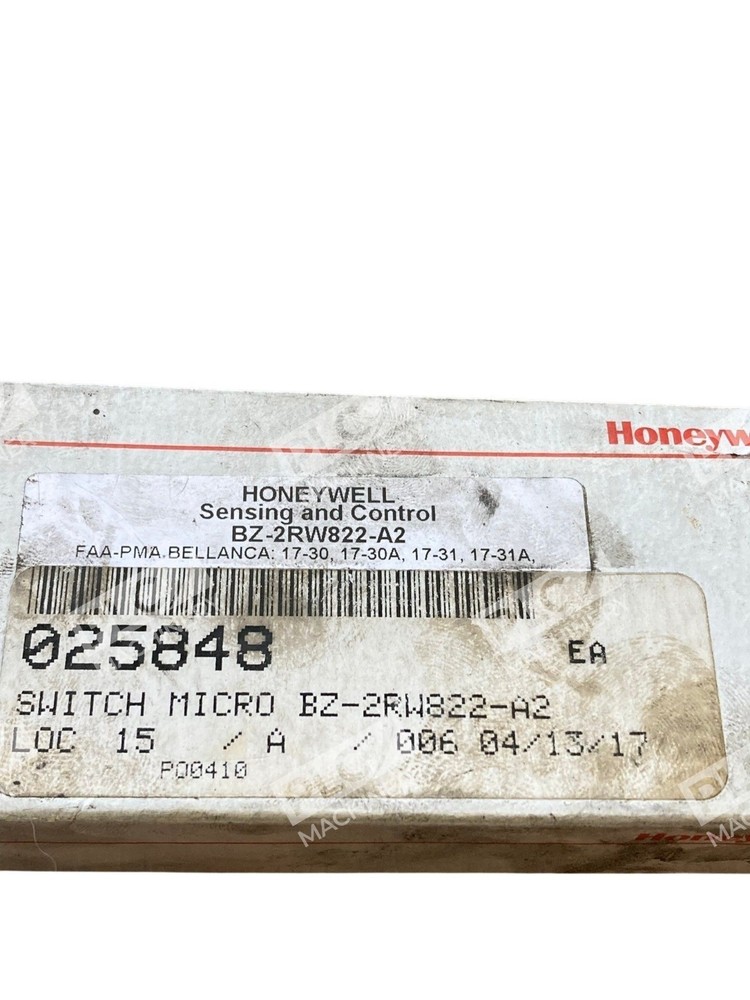 Honeyw
HONEYWELL
Sensing and Control
BZ-2RW822-A2
FAA-PMA BELLANCA: 17-30, 17-30A, 17-31, 17-31A,
025848 EA
SWITCH MICRO BZ-2RW822-A2
LOC 15 / A / 006 04/13/17
P00410
Honeyw